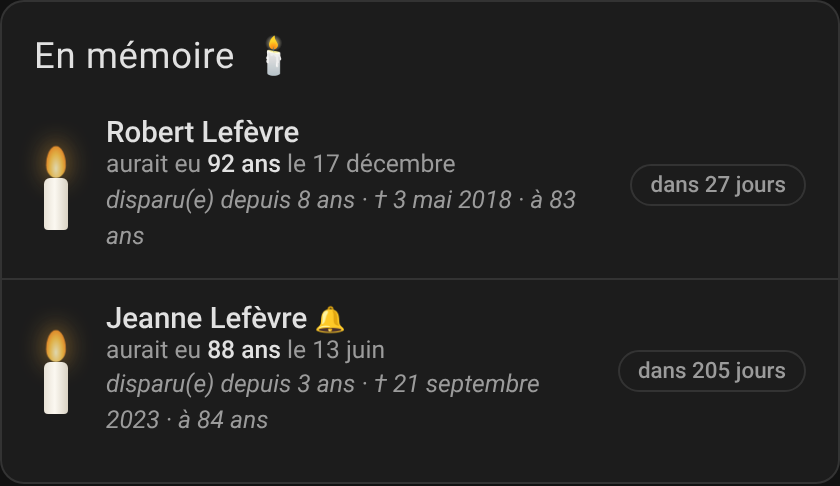 En mémoire 🕯️
Robert Lefèvre
aurait eu 92 ans le 17 décembre
disparu(e) depuis 8 ans · † 3 mai 2018 · à 83
ans
dans 27 jours
Jeanne Lefèvre 🔔
aurait eu 88 ans le 13 juin
disparu(e) depuis 3 ans · † 21 septembre
2023 · à 84 ans
dans 205 jours